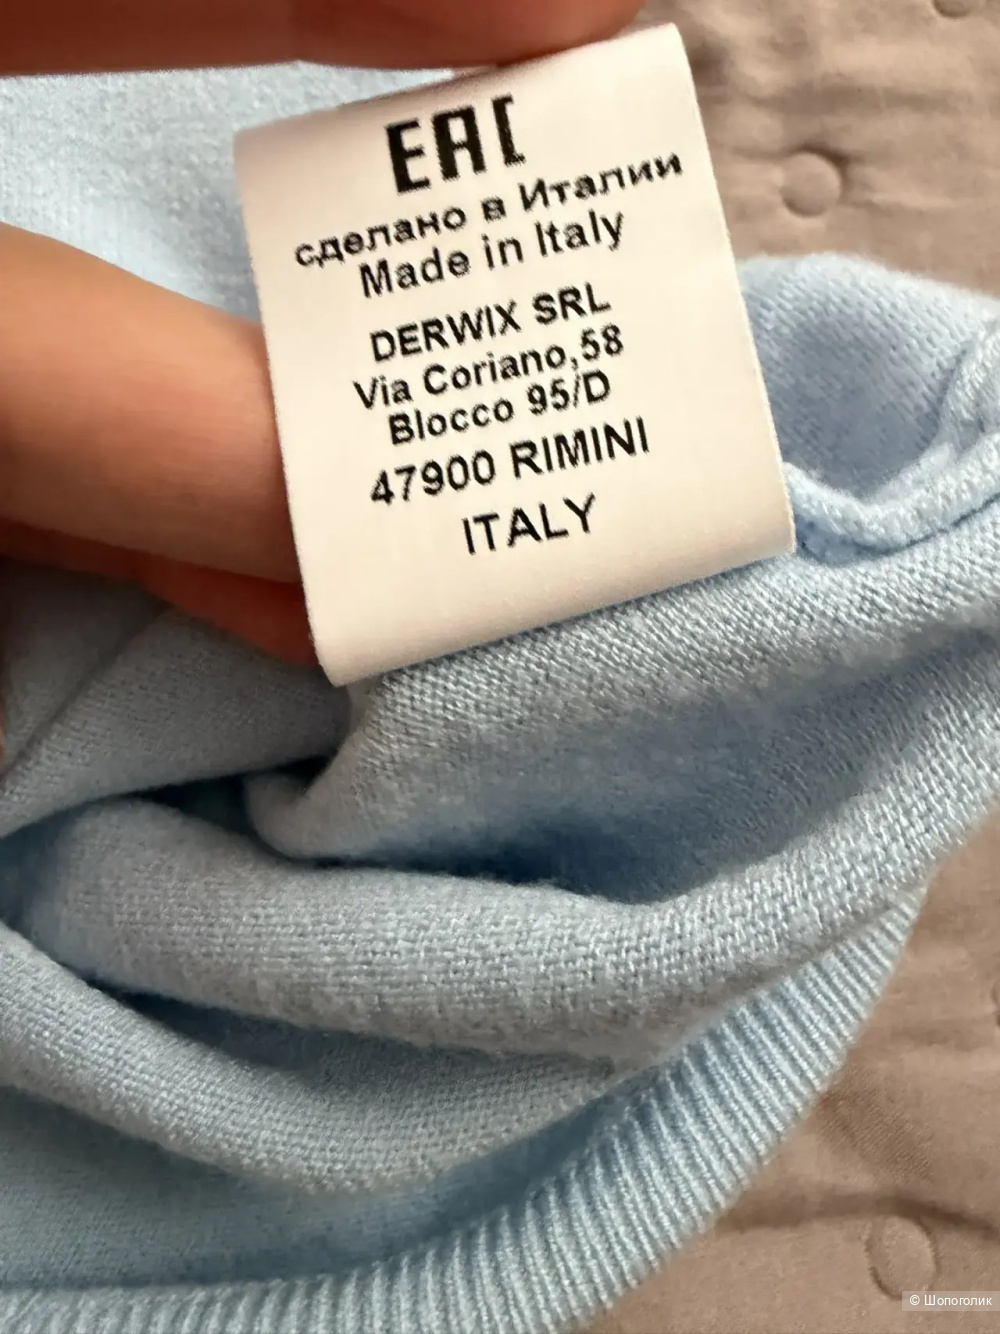 EAC
сделано в Италии
Made in Italy
DERWIX SRL
Via Coriano,58
Blocco 95/D
47900 RIMINI
ITALY
© Шопоголик